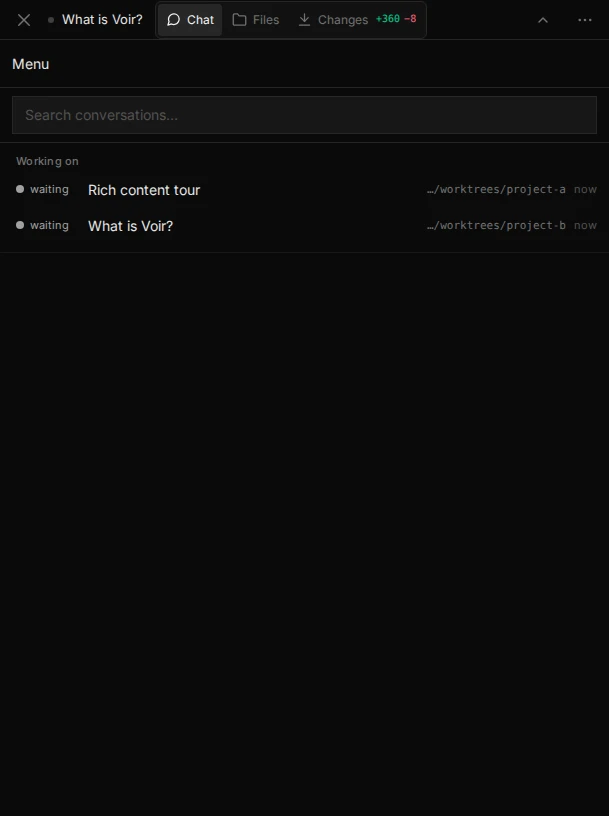 What is Voir? Chat Files Changes +360 −8
Menu
Search conversations...
Working on
waiting Rich content tour …/worktrees/project-a now
waiting What is Voir? …/worktrees/project-b now